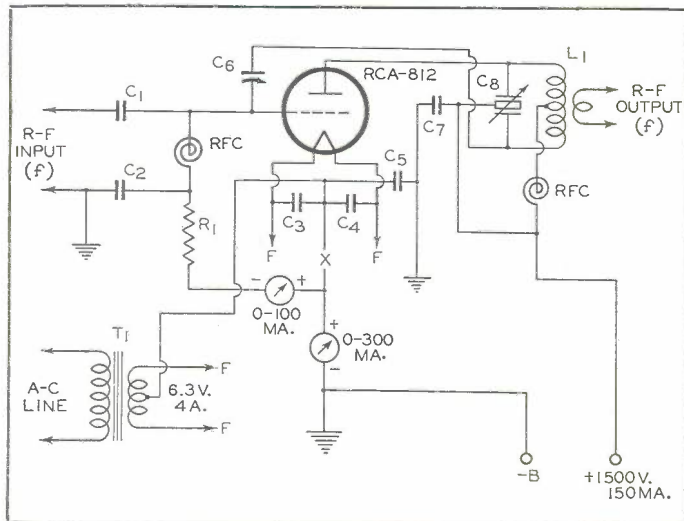 C6
RCA-812
L1
C1
C8
R-F
OUTPUT
(f)
R-F
INPUT
(f)
RFC
C7
C2
C5
RFC
R1
C3
C4
F
X
F
- +
0-100
MA.
+
0-300
MA.
-
T1
A-C
LINE
6.3 V.
4 A.
F
F
-B
+1500 V.
150 MA.